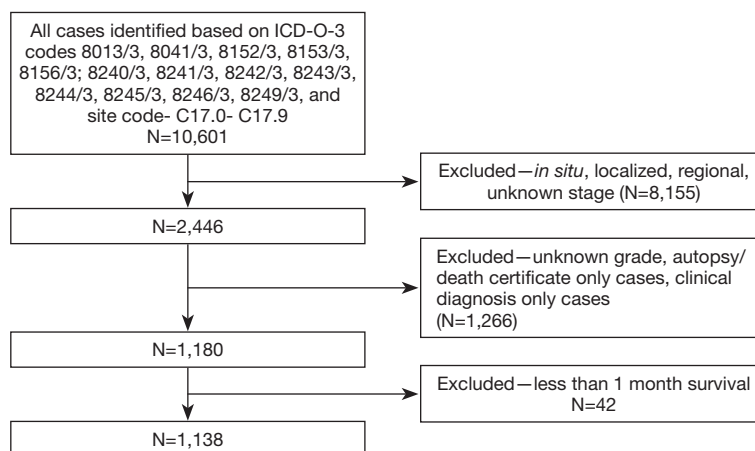 All cases identified based on ICD-O-3
codes 8013/3, 8041/3, 8152/3, 8153/3,
8156/3; 8240/3, 8241/3, 8242/3, 8243/3,
8244/3, 8245/3, 8246/3, 8249/3, and
site code- C17.0- C17.9
N=10,601
Excluded—in situ, localized, regional,
unknown stage (N=8,155)
N=2,446
Excluded—unknown grade, autopsy/
death certificate only cases, clinical
diagnosis only cases
(N=1,266)
N=1,180
Excluded—less than 1 month survival
N=42
N=1,138